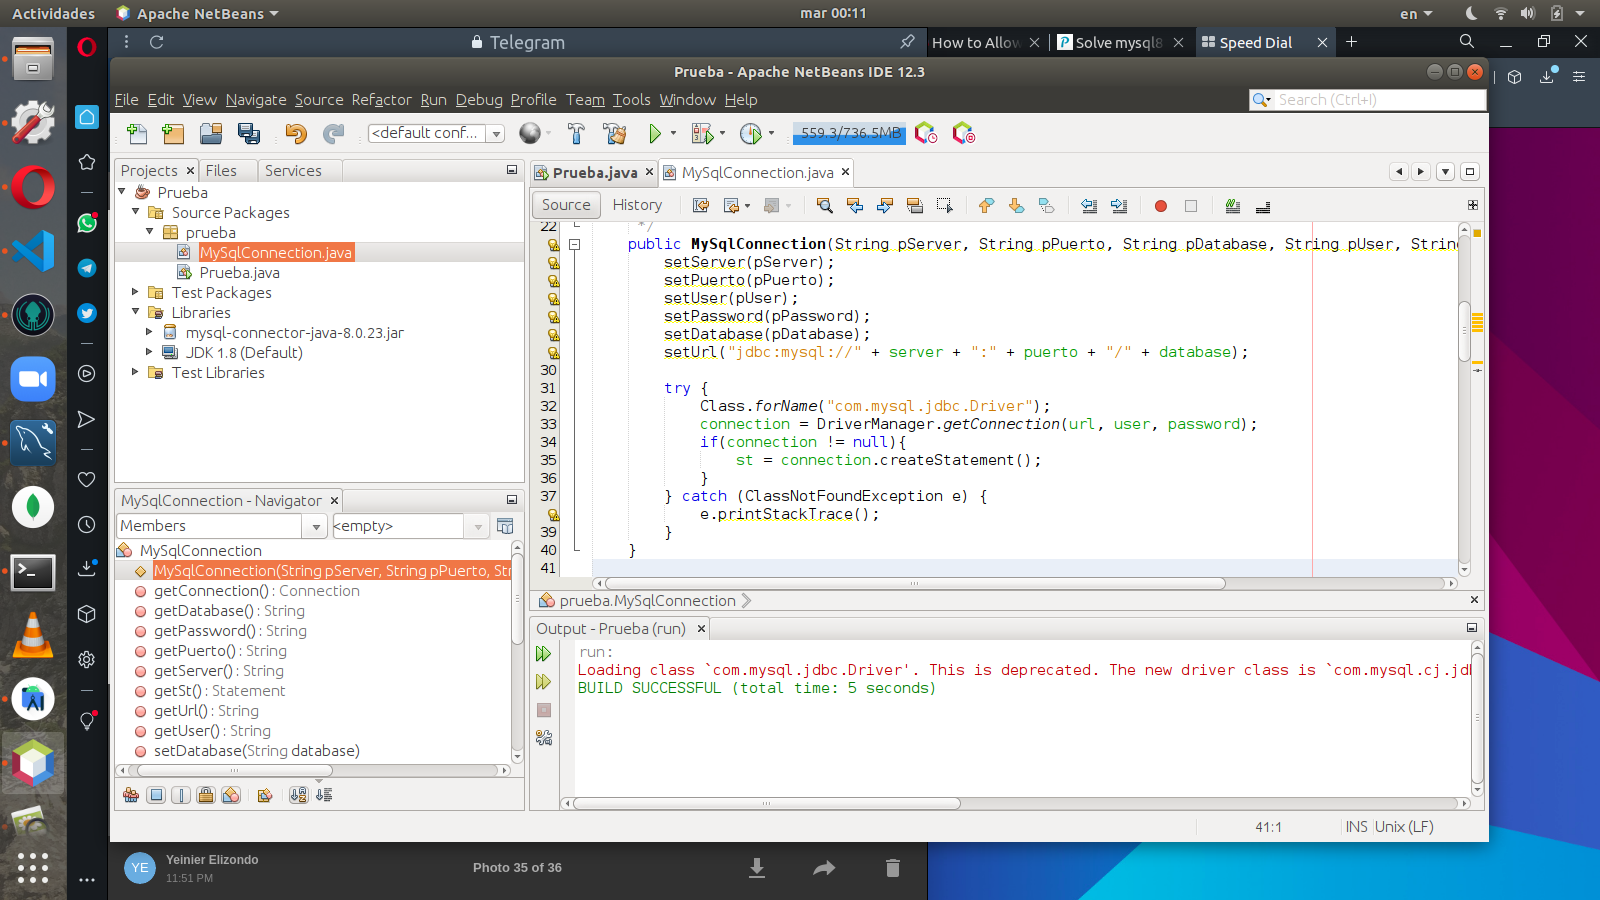 Actividades
Apache NetBeans
mar 00:11
en
Telegram
How to Allow
Solve mysql8
Speed Dial
Prueba - Apache NetBeans IDE 12.3
File Edit View Navigate Source Refactor Run Debug Profile Team Tools Window Help
Search (Ctrl+I)
<default conf...
559.3/736.5MB
Projects
Files
Services
Prueba
Source Packages
prueba
MySqlConnection.java
Prueba.java
Test Packages
Libraries
mysql-connector-java-8.0.23.jar
JDK 1.8 (Default)
Test Libraries
MySqlConnection - Navigator
Members
<empty>
MySqlConnection
MySqlConnection(String pServer, String pPuerto, Str
getConnection() : Connection
getDatabase() : String
getPassword() : String
getPuerto() : String
getServer() : String
getSt() : Statement
getUrl() : String
getUser() : String
setDatabase(String database)
Prueba.java
MySqlConnection.java
Source
History
22 */
public MySqlConnection(String pServer, String pPuerto, String pDatabase, String pUser, Strin
setServer(pServer);
setPuerto(pPuerto);
setUser(pUser);
setPassword(pPassword);
setDatabase(pDatabase);
setUrl("jdbc:mysql://" + server + ":" + puerto + "/" + database);
30
31 try {
32 Class.forName("com.mysql.jdbc.Driver");
33 connection = DriverManager.getConnection(url, user, password);
34 if(connection != null){
35 st = connection.createStatement();
36 }
37 } catch (ClassNotFoundException e) {
e.printStackTrace();
39 }
40 }
41
prueba.MySqlConnection
Output - Prueba (run)
run:
Loading class `com.mysql.jdbc.Driver'. This is deprecated. The new driver class is `com.mysql.cj.jdb
BUILD SUCCESSFUL (total time: 5 seconds)
41:1
INS
Unix (LF)
YE
Yeinier Elizondo
11:51 PM
Photo 35 of 36